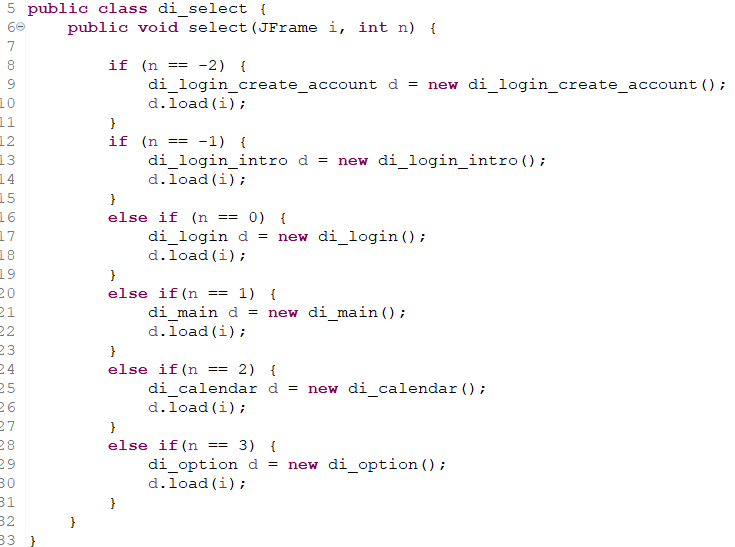 5 public class di_select {
6 public void select(JFrame i, int n) {
7
8 if (n == -2) {
9 di_login_create_account d = new di_login_create_account();
10 d.load(i);
11 }
12 if (n == -1) {
13 di_login_intro d = new di_login_intro();
14 d.load(i);
15 }
16 else if (n == 0) {
17 di_login d = new di_login();
18 d.load(i);
19 }
20 else if(n == 1) {
21 di_main d = new di_main();
22 d.load(i);
23 }
24 else if(n == 2) {
25 di_calendar d = new di_calendar();
26 d.load(i);
27 }
28 else if(n == 3) {
29 di_option d = new di_option();
30 d.load(i);
31 }
32 }
33 }